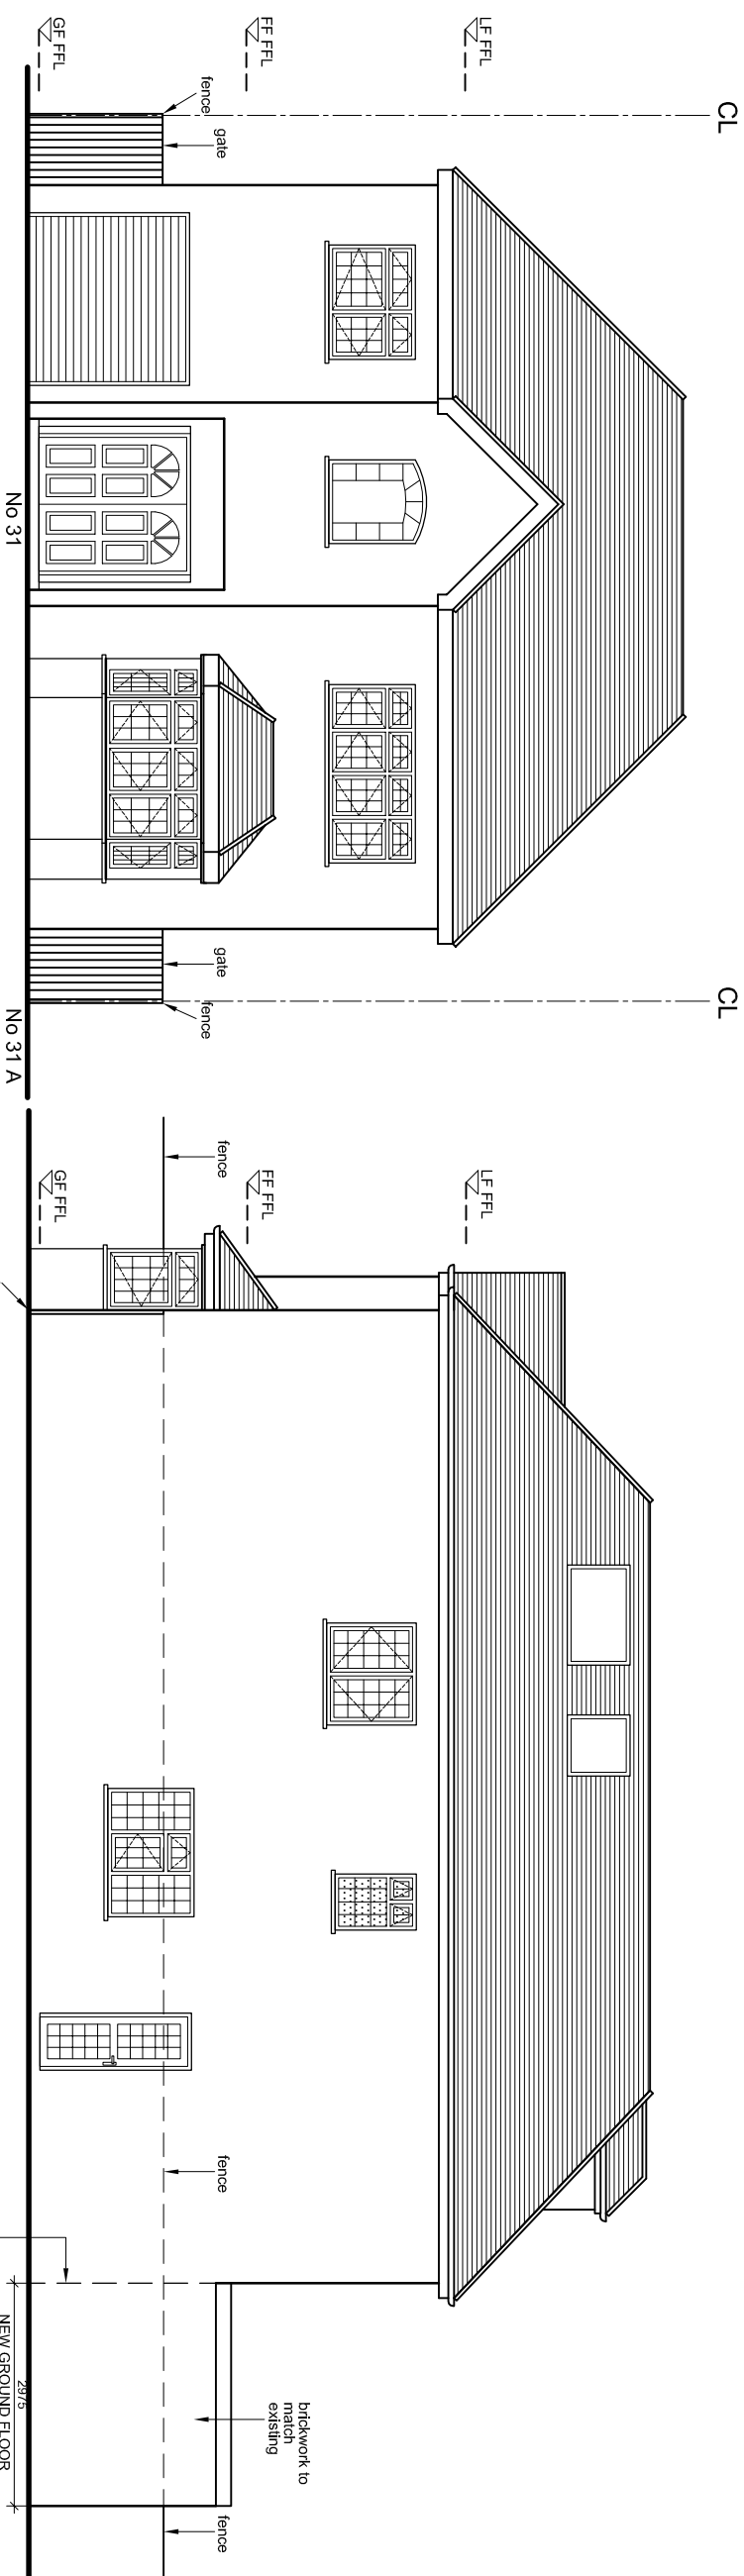 CL
CL
LF FFL
FF FFL
GF FFL
fence
gate
gate
fence
No 31
No 31 A
LF FFL
FF FFL
GF FFL
fence
fence
brickwork to
match
existing
fence
2975
NEW GROUND FLOOR